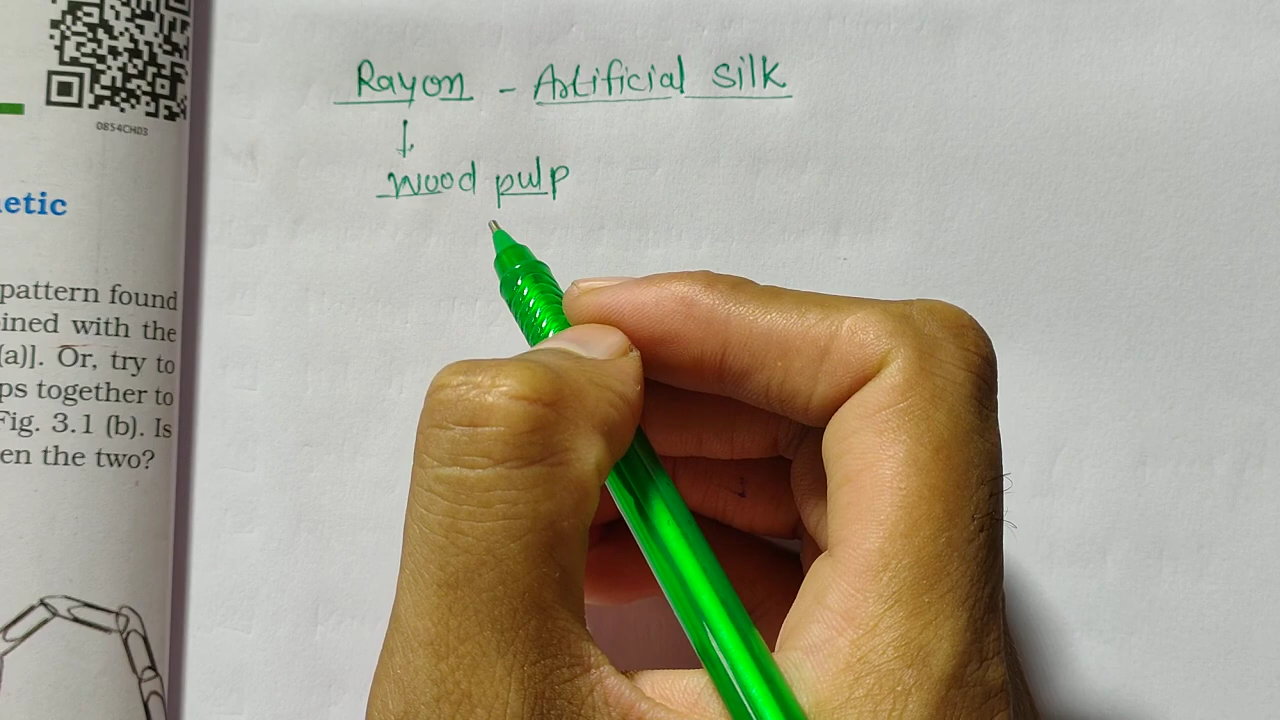 0854CH03
etic
pattern found
ined with the
(a)]. Or, try to
ps together to
Fig. 3.1 (b). Is
en the two?
Rayon - Artificial silk
↓
Wood pulp